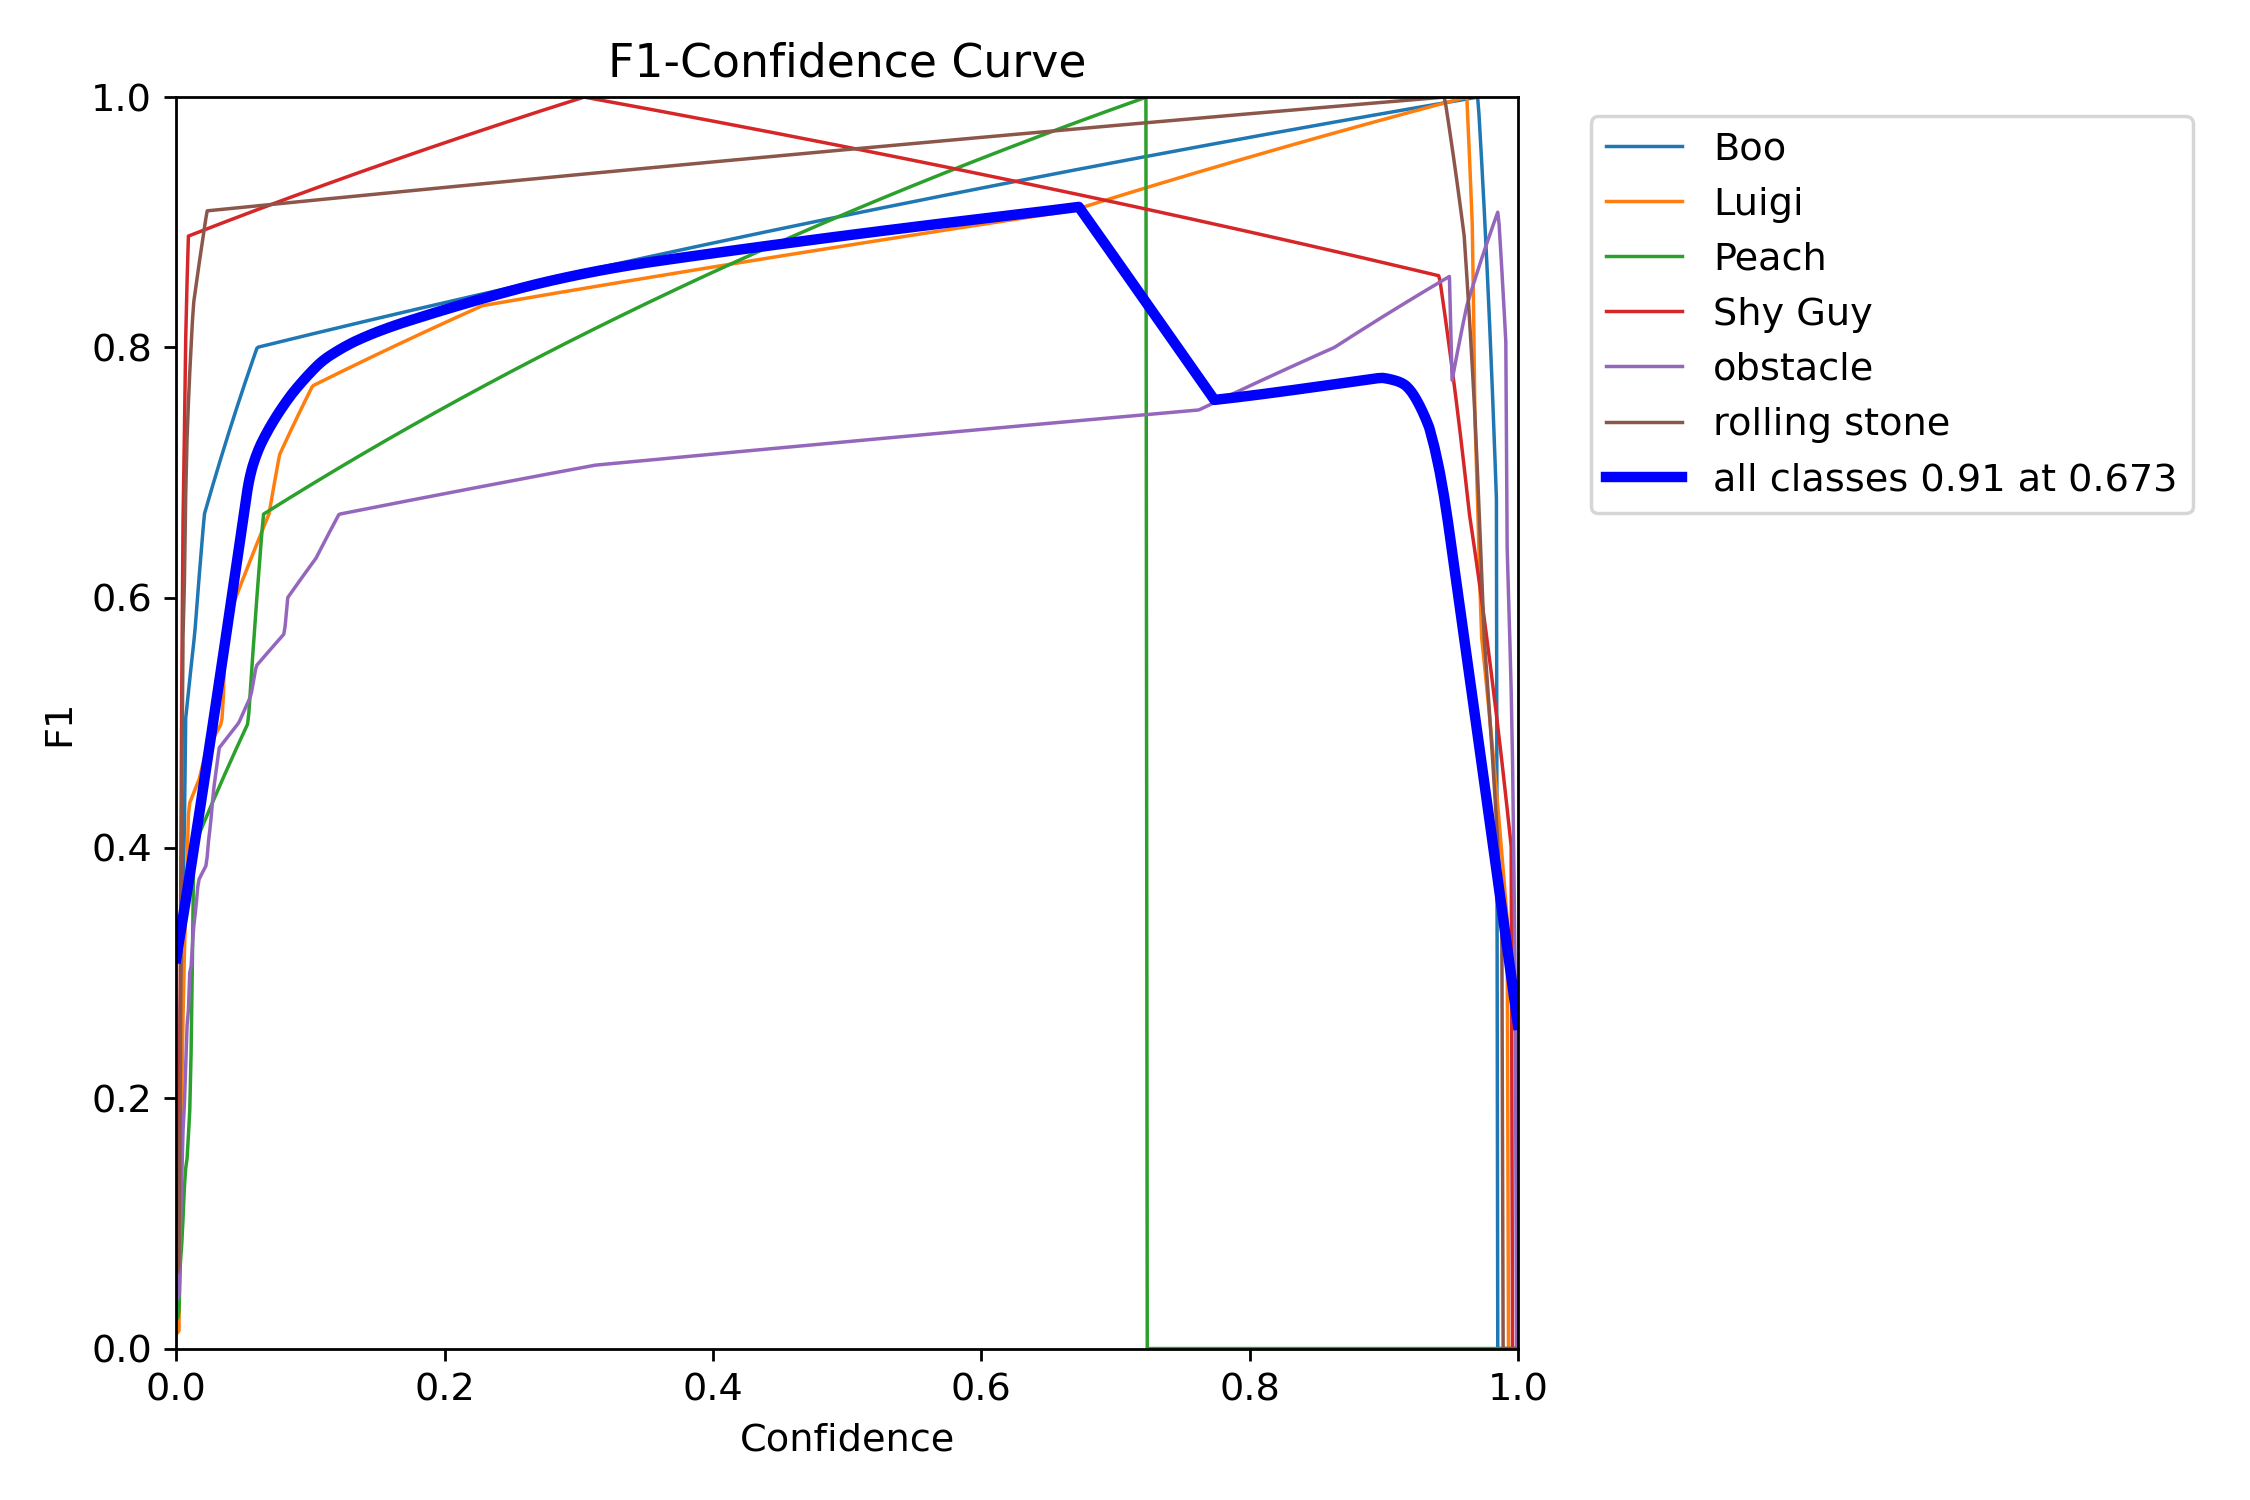 F1-Confidence Curve
1.0
0.8
0.6
0.4
0.2
0.0
F1
0.0 0.2 0.4 0.6 0.8 1.0
Confidence
Boo
Luigi
Peach
Shy Guy
obstacle
rolling stone
all classes 0.91 at 0.673